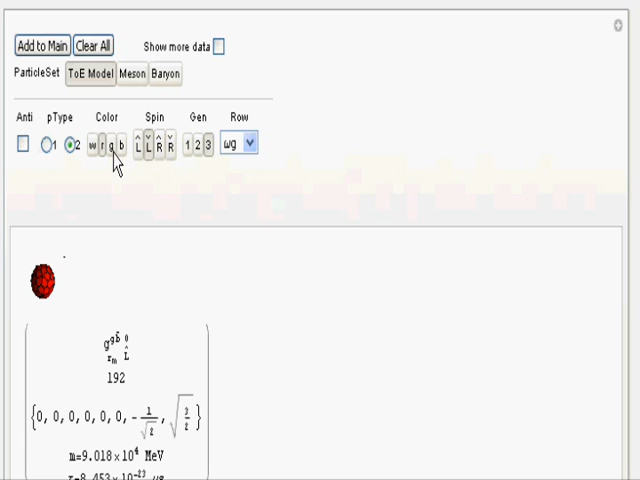 Add to Main Clear All Show more data
ParticleSet ToE Model Meson Baryon
Anti pType Color Spin Gen Row
1 2 w r g b L L R R 1 2 3 ωg
192
{0, 0, 0, 0, 0, 0, -1/√2, √
m=9.018×10⁴ MeV